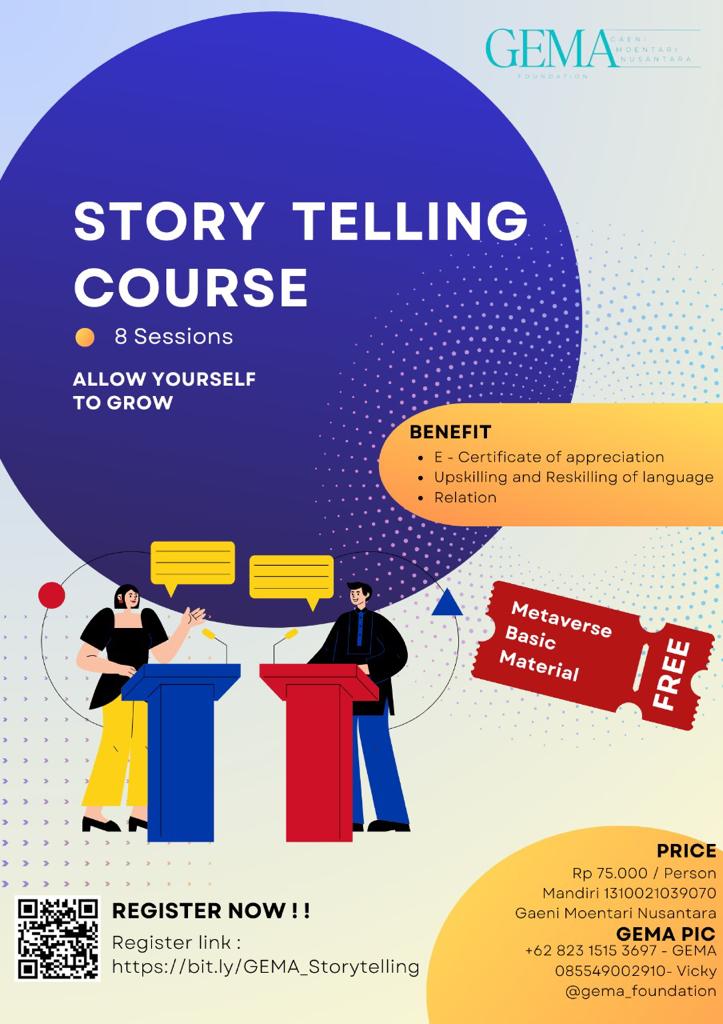 GEMA
GAENI
MOENTARI
NUSANTARA
FOUNDATION
STORY TELLING
COURSE
8 Sessions
ALLOW YOURSELF
TO GROW
BENEFIT
• E - Certificate of appreciation
• Upskilling and Reskilling of language
• Relation
Metaverse
Basic
Material
FREE
PRICE
Rp 75.000 / Person
Mandiri 1310021039070
Gaeni Moentari Nusantara
GEMA PIC
+62 823 1515 3697 - GEMA
085549002910- Vicky
@gema_foundation
REGISTER NOW ! !
Register link :
https://bit.ly/GEMA_Storytelling